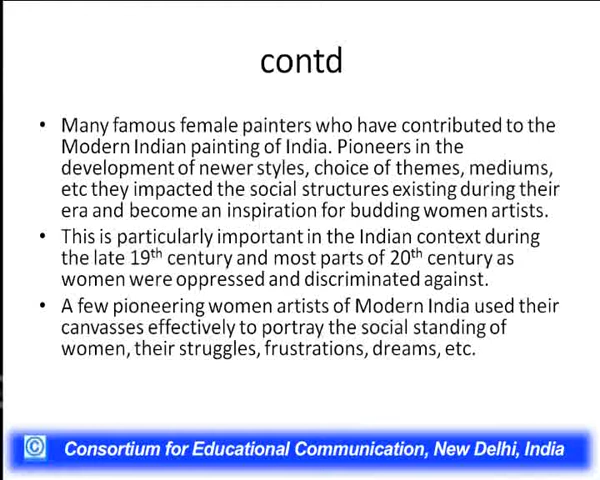 contd
• Many famous female painters who have contributed to the
Modern Indian painting of India. Pioneers in the
development of newer styles, choice of themes, mediums,
etc they impacted the social structures existing during their
era and become an inspiration for budding women artists.
• This is particularly important in the Indian context during
the late 19th century and most parts of 20th century as
women were oppressed and discriminated against.
• A few pioneering women artists of Modern India used their
canvasses effectively to portray the social standing of
women, their struggles, frustrations, dreams, etc.
© Consortium for Educational Communication, New Delhi, India